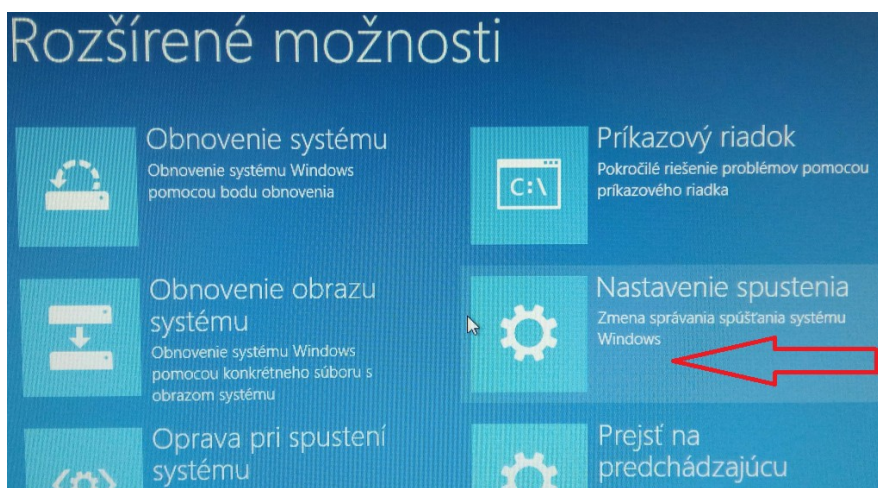 Rozšírené možnosti
Obnovenie systému
Obnovenie systému Windows
pomocou bodu obnovenia
Príkazový riadok
Pokročilé riešenie problémov pomocou
príkazového riadka
C:\
Obnovenie obrazu
systému
Obnovenie systému Windows
pomocou konkrétneho súboru s
obrazom systému
Nastavenie spustenia
Zmena správania spúšťania systému
Windows
Oprava pri spustení
systému
Prejsť na
predchádzajúcu